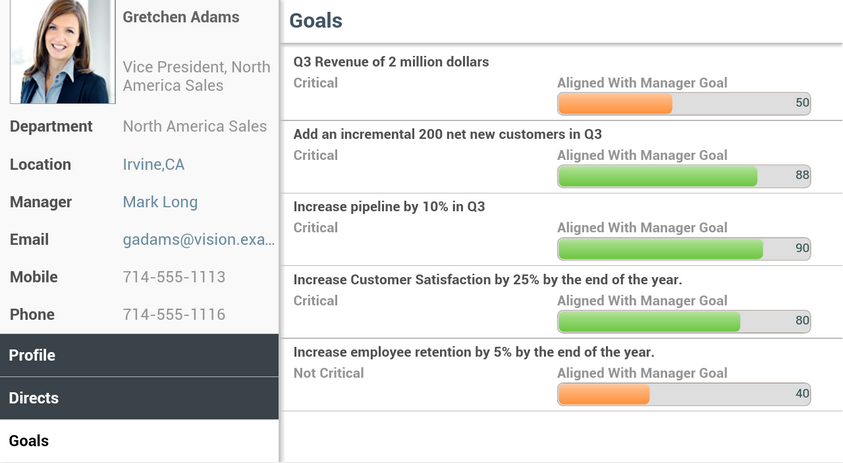 Gretchen Adams
Vice President, North
America Sales
Department North America Sales
Location Irvine,CA
Manager Mark Long
Email gadams@vision.exa...
Mobile 714-555-1113
Phone 714-555-1116
Profile
Directs
Goals
Goals
Q3 Revenue of 2 million dollars
Critical Aligned With Manager Goal
50
Add an incremental 200 net new customers in Q3
Critical Aligned With Manager Goal
88
Increase pipeline by 10% in Q3
Critical Aligned With Manager Goal
90
Increase Customer Satisfaction by 25% by the end of the year.
Critical Aligned With Manager Goal
80
Increase employee retention by 5% by the end of the year.
Not Critical Aligned With Manager Goal
40